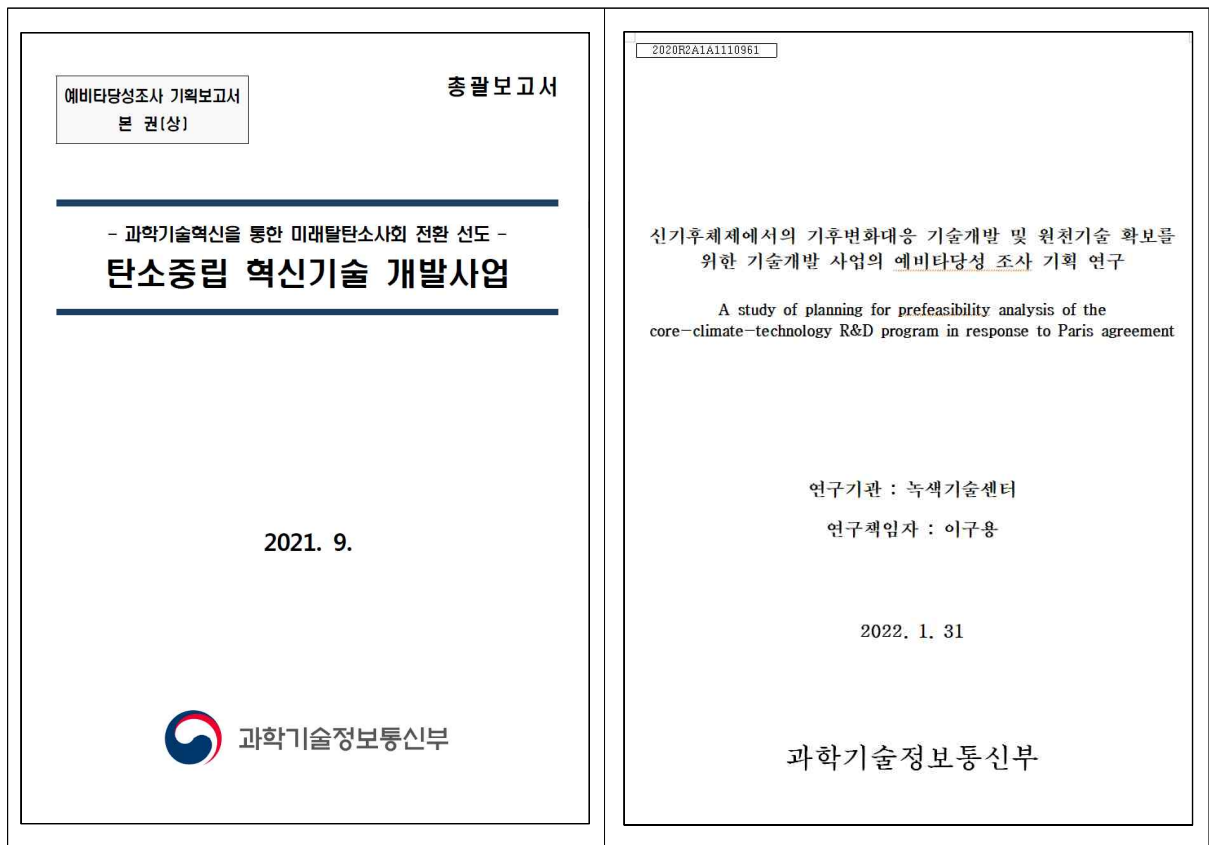 예비타당성조사 기획보고서
본 권(상)
총괄보고서
- 과학기술혁신을 통한 미래탈탄소사회 전환 선도 -
탄소중립 혁신기술 개발사업
2021. 9.
과학기술정보통신부
2020R2A1A1110961
신기후체제에서의 기후변화대응 기술개발 및 원천기술 확보를
위한 기술개발 사업의 예비타당성 조사 기획 연구
A study of planning for prefeasibility analysis of the
core-climate-technology R&D program in response to Paris agreement
연구기관 : 녹색기술센터
연구책임자 : 이구용
2022. 1. 31
과학기술정보통신부